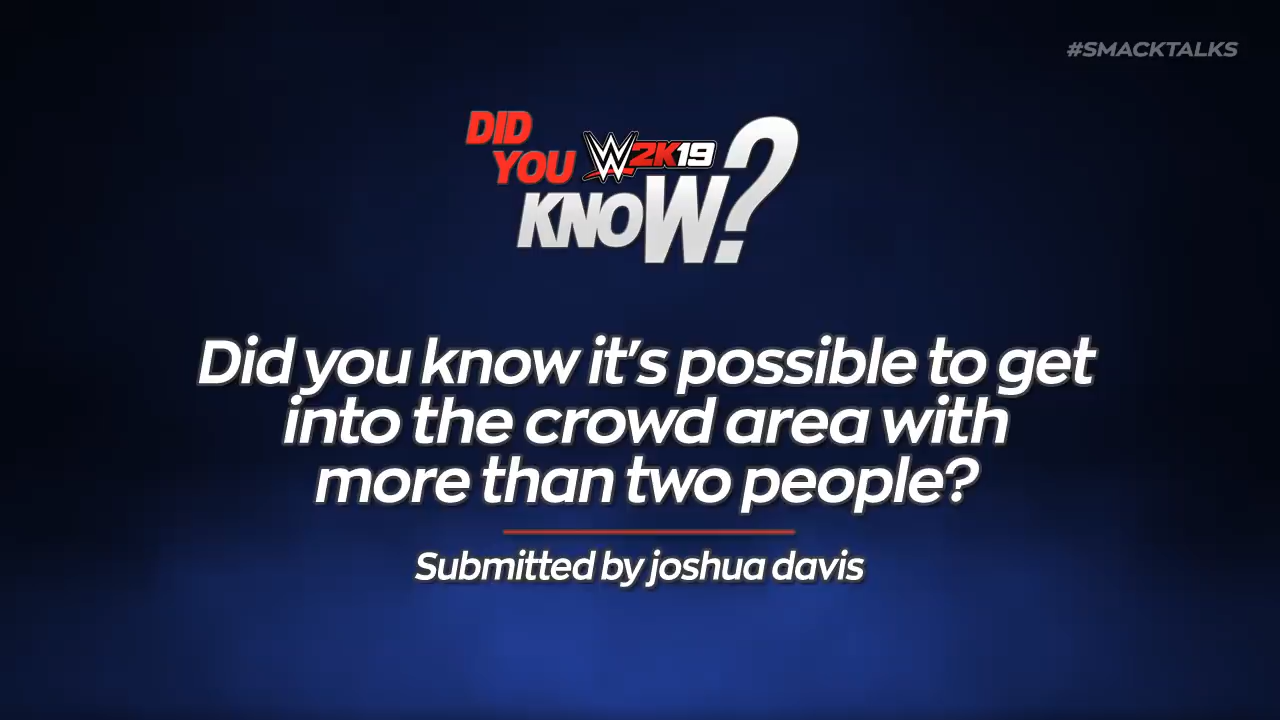 #SMACKTALKS
DID
YOU W2K19
KNOW?
Did you know it's possible to get
into the crowd area with
more than two people?
Submitted by joshua davis